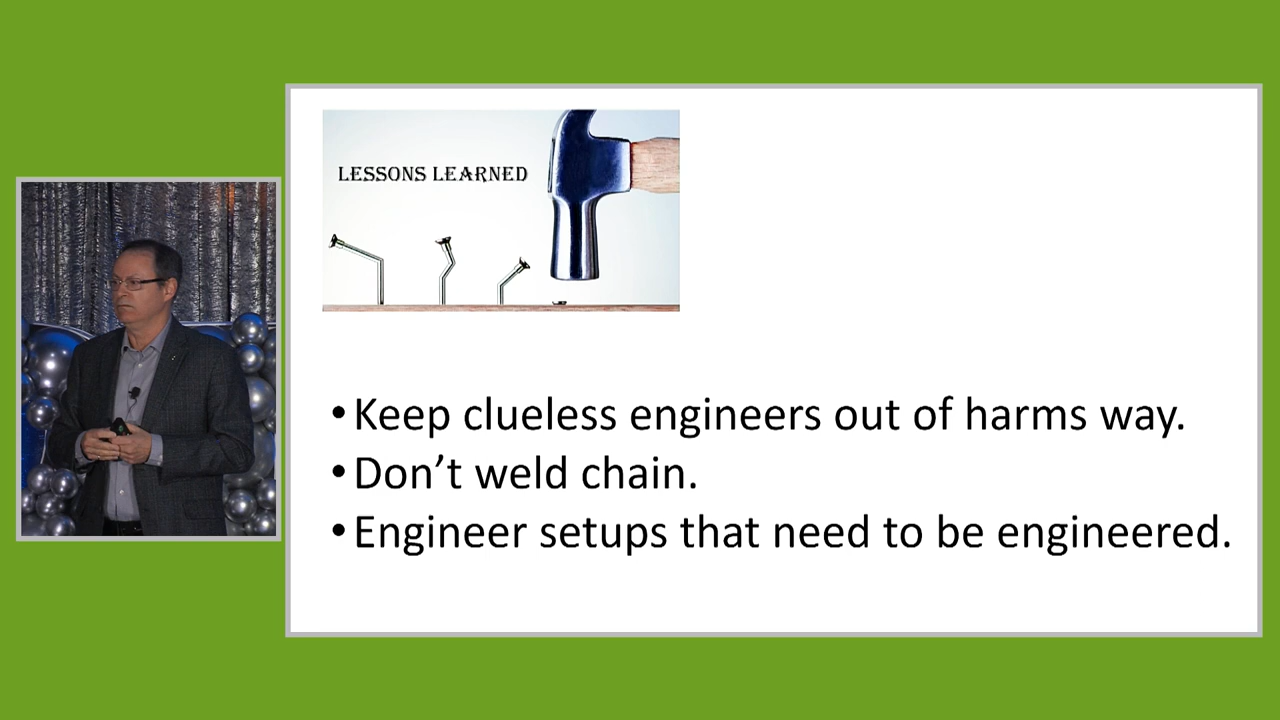 LESSONS LEARNED
•Keep clueless engineers out of harms way.
•Don’t weld chain.
•Engineer setups that need to be engineered.